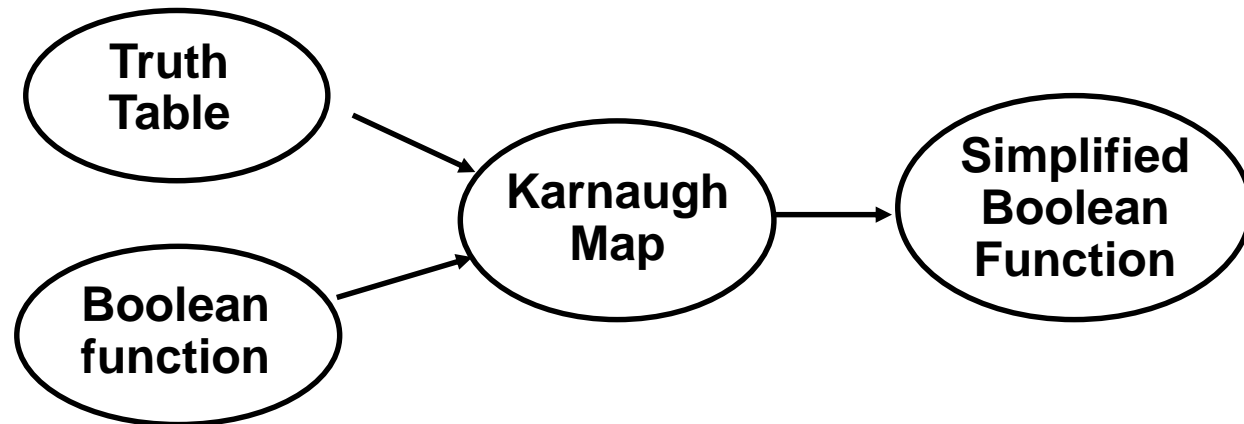 Truth
Table
Boolean
function
Karnaugh
Map
Simplified
Boolean
Function